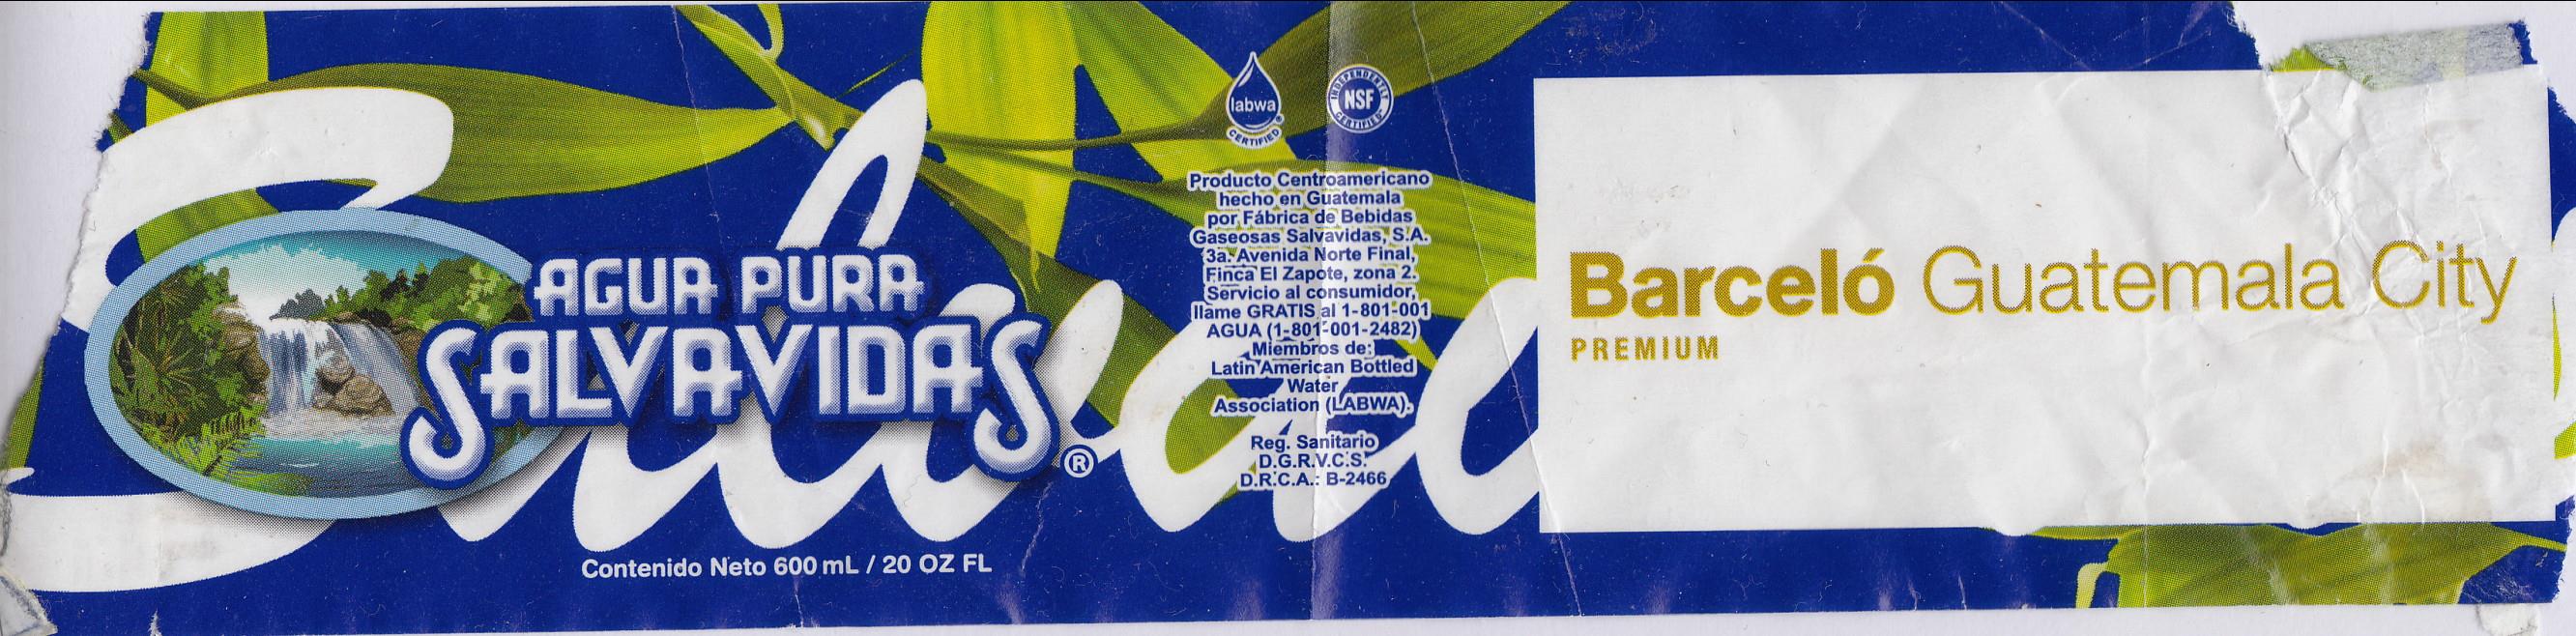 AGUA PURA
SALVAVIDAS®
Contenido Neto 600 mL / 20 OZ FL
labwa
CERTIFIED
INDEPENDENTLY
NSF
CERTIFIED
Producto Centroamericano
hecho en Guatemala
por Fábrica de Bebidas
Gaseosas Salvavidas, S.A.
3a. Avenida Norte Final,
Finca El Zapote, zona 2.
Servicio al consumidor,
llame GRATIS al 1-801-001
AGUA (1-801-001-2482)
Miembros de:
Latin American Bottled
Water
Association (LABWA).
Reg. Sanitario
D.G.R.V.C.S.
D.R.C.A.: B-2466
Barceló Guatemala City
PREMIUM